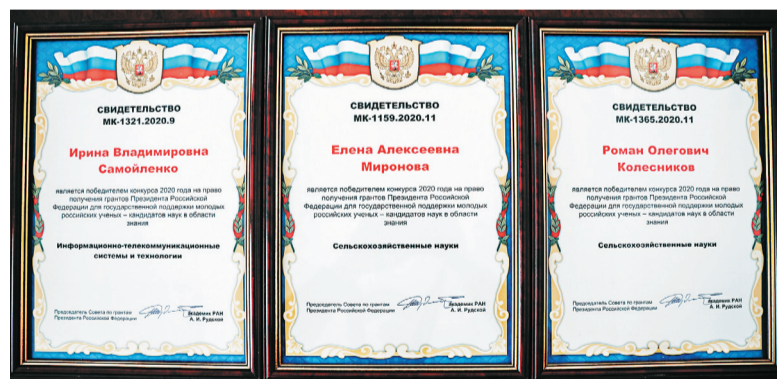 СВИДЕТЕЛЬСТВО
МК-1321.2020.9
Ирина Владимировна
Самойленко
является победителем конкурса 2020 года на право
получения грантов Президента Российской
Федерации для государственной поддержки молодых
российских ученых – кандидатов наук в области
знания
Информационно-телекоммуникационные
системы и технологии
Председатель Совета по грантам
Президента Российской Федерации
Академик РАН
А. И. Рудской
СВИДЕТЕЛЬСТВО
МК-1159.2020.11
Елена Алексеевна
Миронова
является победителем конкурса 2020 года на право
получения грантов Президента Российской
Федерации для государственной поддержки молодых
российских ученых – кандидатов наук в области
знания
Сельскохозяйственные науки
Председатель Совета по грантам
Президента Российской Федерации
Академик РАН
А. И. Рудской
СВИДЕТЕЛЬСТВО
МК-1365.2020.11
Роман Олегович
Колесников
является победителем конкурса 2020 года на право
получения грантов Президента Российской
Федерации для государственной поддержки молодых
российских ученых – кандидатов наук в области
знания
Сельскохозяйственные науки
Председатель Совета по грантам
Президента Российской Федерации
Академик РАН
А. И. Рудской